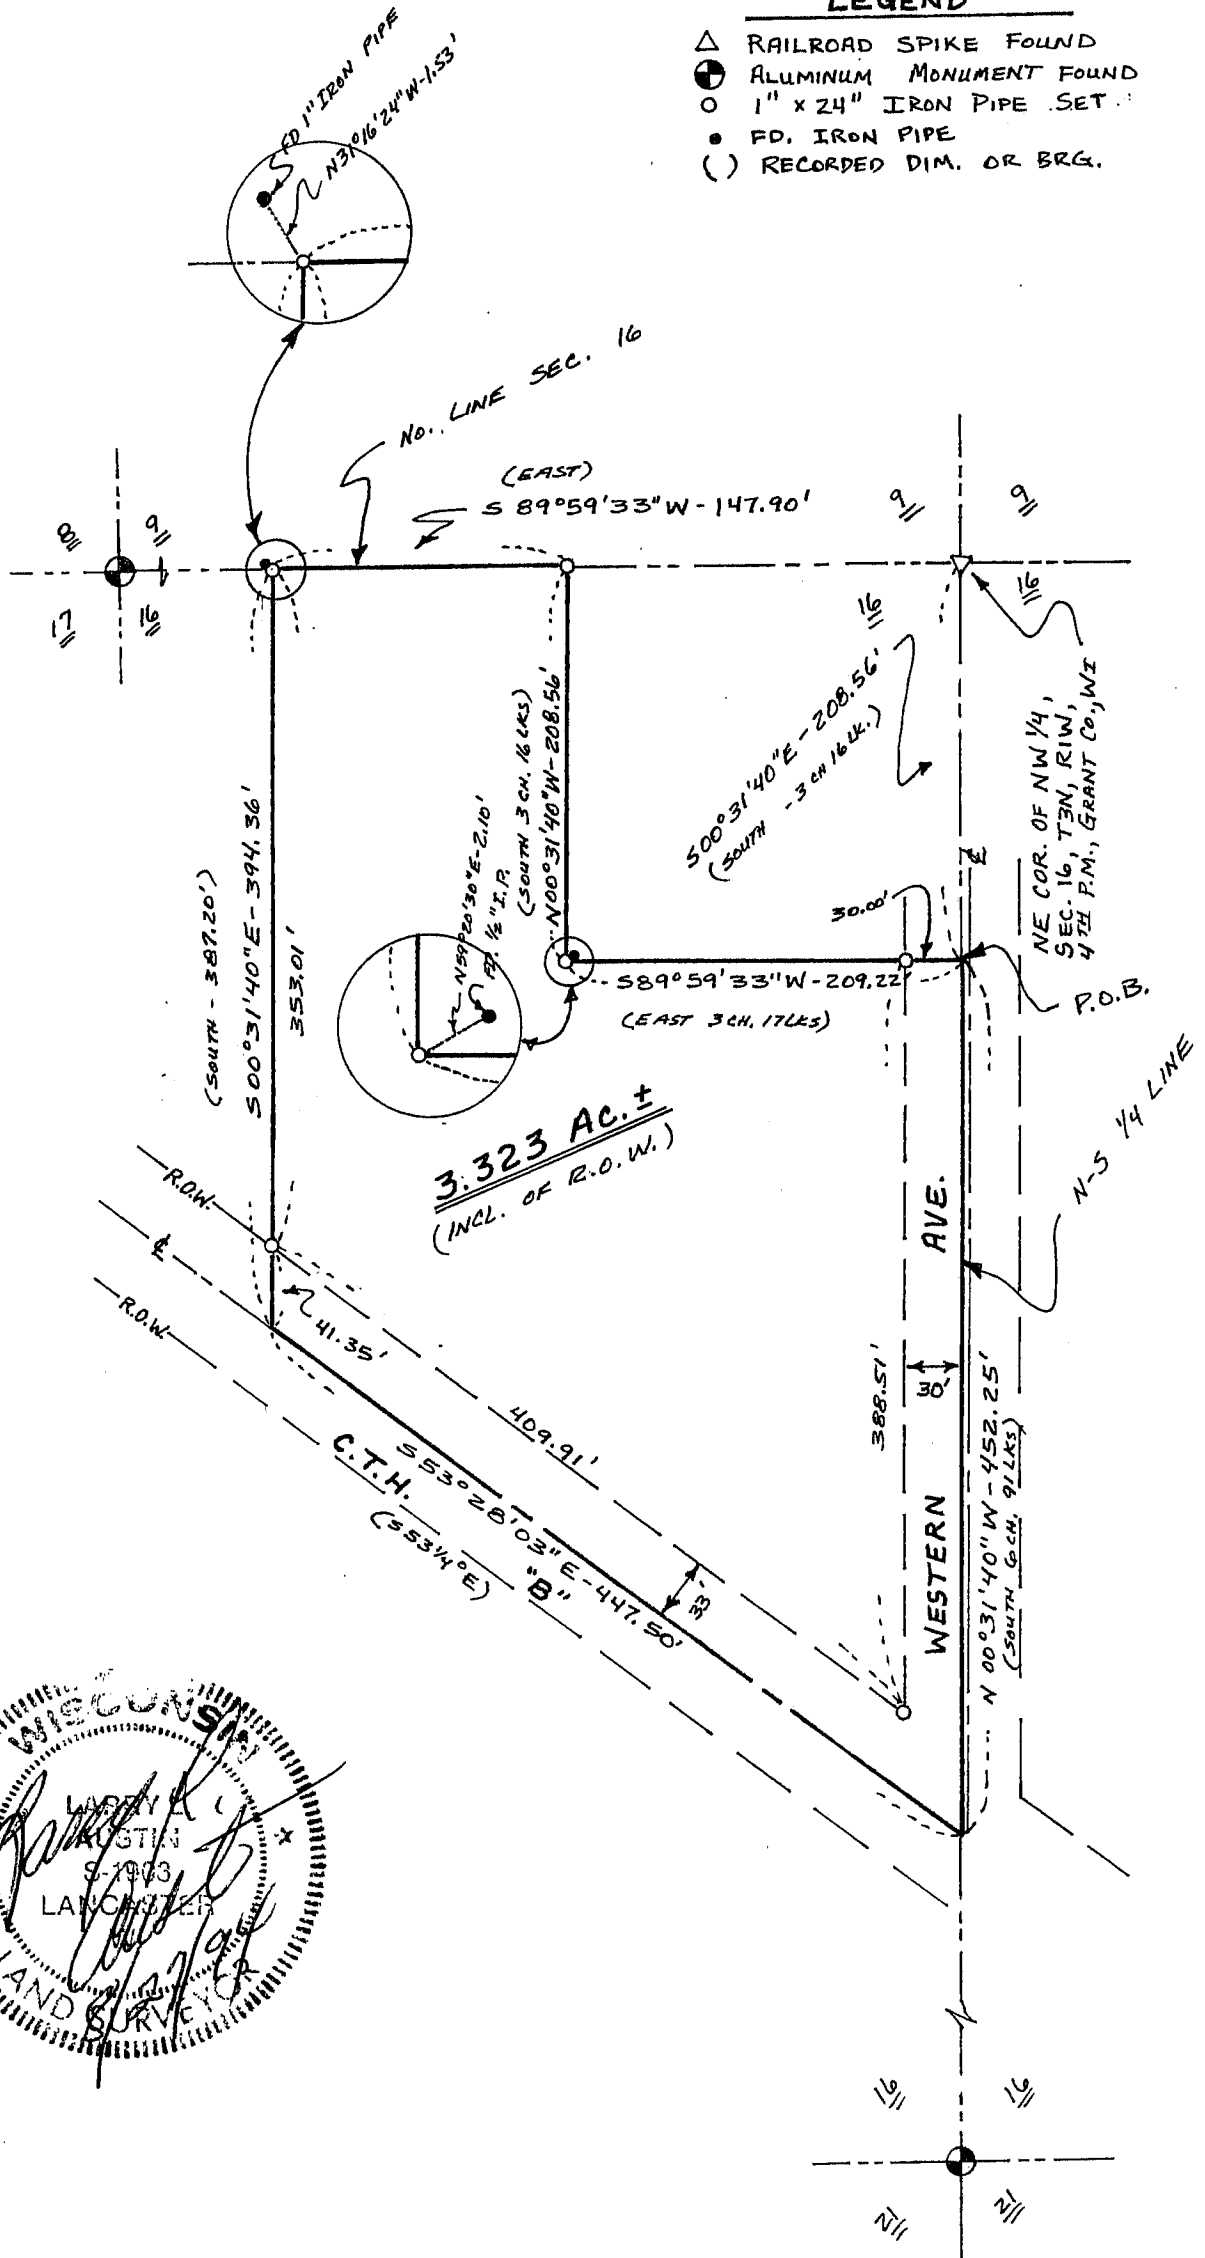 LEGEND
△ RAILROAD SPIKE FOUND
ALUMINUM MONUMENT FOUND
○ 1" x 24" IRON PIPE SET
● FD. IRON PIPE
( ) RECORDED DIM. OR BRG.
FD 1" IRON PIPE
N31°16'24"W-1.53'
NO. LINE SEC. 16
(EAST)
S 89°59'33"W-147.90'
8 9
17 16
9 9
16 16
NE COR. OF NW 1/4,
SEC. 16, T3N, R1W,
4TH P.M., GRANT CO., WI
S00°31'40"E-208.56'
(SOUTH - 3 CH 16 LK.)
(SOUTH 3 CH. 16 LKS)
N00°31'40"W-208.56'
(SOUTH - 387.20')
S00°31'40"E-394.36'
353.01'
N59°20'30"E-2.10'
FD. 1/2" I.P.
30.00'
S89°59'33"W-209.22'
(EAST 3 CH. 17 LKS)
P.O.B.
N-S 1/4 LINE
3.323 AC.±
(INCL. OF R.O.W.)
R.O.W.
℄
R.O.W.
41.35'
409.91'
C.T.H. "B"
S53°28'03"E-447.50'
(S53 1/4°E)
33'
388.51'
30'
WESTERN AVE.
℄
N 00°31'40"W-452.25'
(SOUTH 6 CH. 91 LKS)
WISCONSIN
LARRY
AUSTIN
S-1903
LANCASTER
LAND SURVEYOR
16 16
21 21